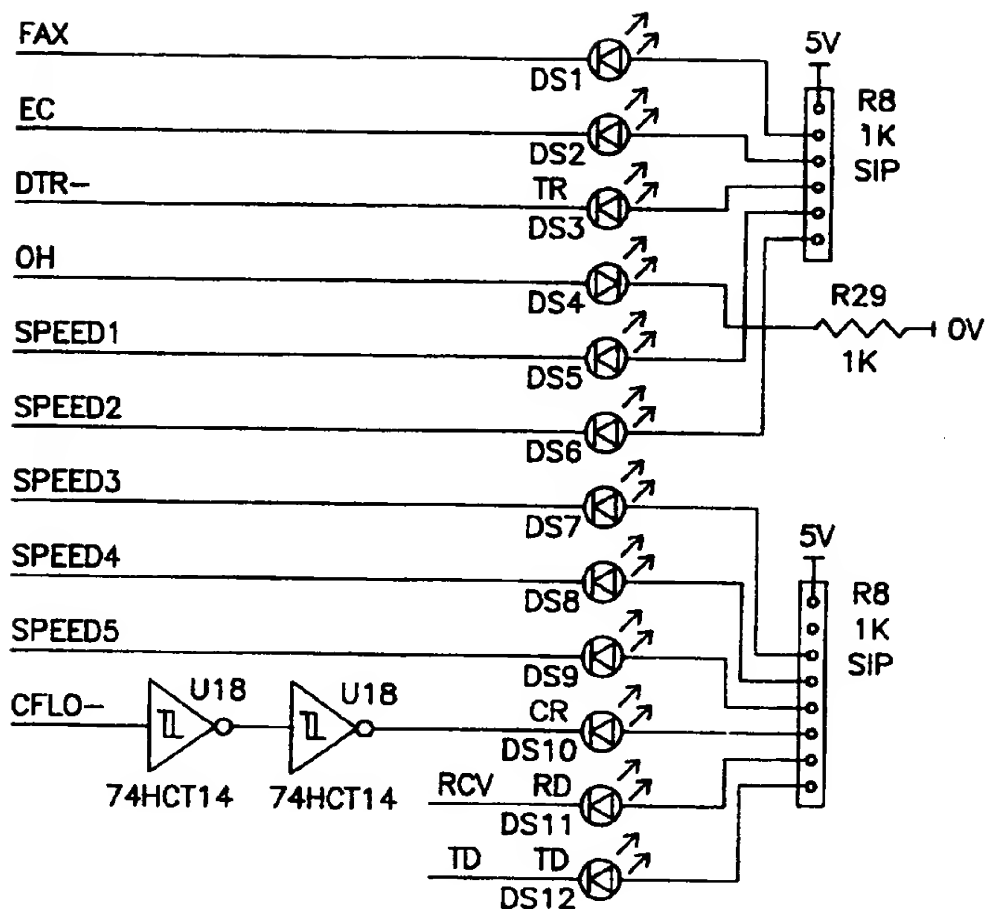 FAX
DS1
5V
R8
1K
SIP
EC
DS2
DTR-
TR
DS3
OH
DS4
R29
1K
0V
SPEED1
DS5
SPEED2
DS6
SPEED3
DS7
5V
R8
1K
SIP
SPEED4
DS8
SPEED5
DS9
CFLO-
U18
74HCT14
U18
74HCT14
CR
DS10
RCV
RD
DS11
TD
TD
DS12